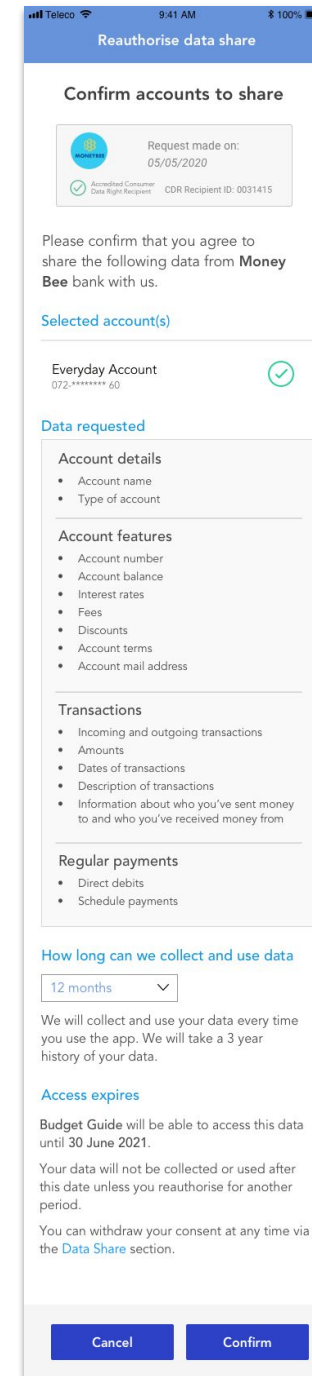 Teleco 9:41 AM 100%
Reauthorise data share
Confirm accounts to share
MONEYBEE
Request made on:
05/05/2020
Accredited Consumer
Data Right Recipient
CDR Recipient ID: 0031415
Please confirm that you agree to
share the following data from Money
Bee bank with us.
Selected account(s)
Everyday Account
072-******** 60
Data requested
Account details
• Account name
• Type of account
Account features
• Account number
• Account balance
• Interest rates
• Fees
• Discounts
• Account terms
• Account mail address
Transactions
• Incoming and outgoing transactions
• Amounts
• Dates of transactions
• Description of transactions
• Information about who you've sent money
to and who you've received money from
Regular payments
• Direct debits
• Schedule payments
How long can we collect and use data
12 months
We will collect and use your data every time
you use the app. We will take a 3 year
history of your data.
Access expires
Budget Guide will be able to access this data
until 30 June 2021.
Your data will not be collected or used after
this date unless you reauthorise for another
period.
You can withdraw your consent at any time via
the Data Share section.
Cancel
Confirm